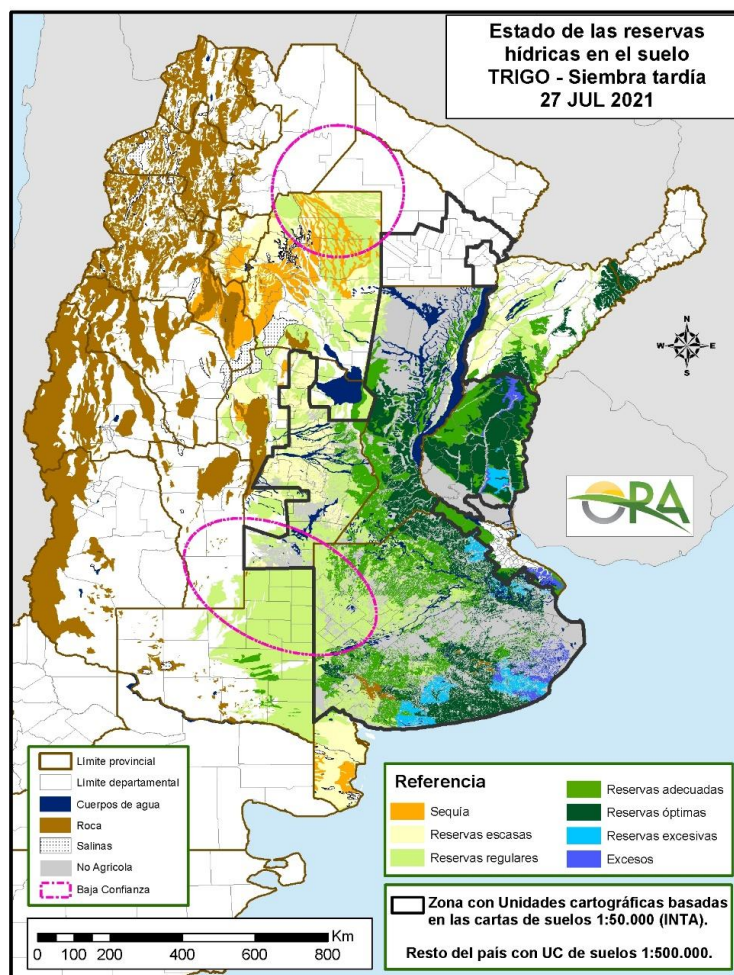 Estado de las reservas
hídricas en el suelo
TRIGO - Siembra tardía
27 JUL 2021
N
W E
S
ORA
Límite provincial
Límite departamental
Cuerpos de agua
Roca
Salinas
No Agricola
Baja Confianza
Referencia
Sequía
Reservas escasas
Reservas regulares
Reservas adecuadas
Reservas óptimas
Reservas excesivas
Excesos
Zona con Unidades cartográficas basadas
en las cartas de suelos 1:50.000 (INTA).
Resto del país con UC de suelos 1:500.000.
Km
0 100 200 400 600 800